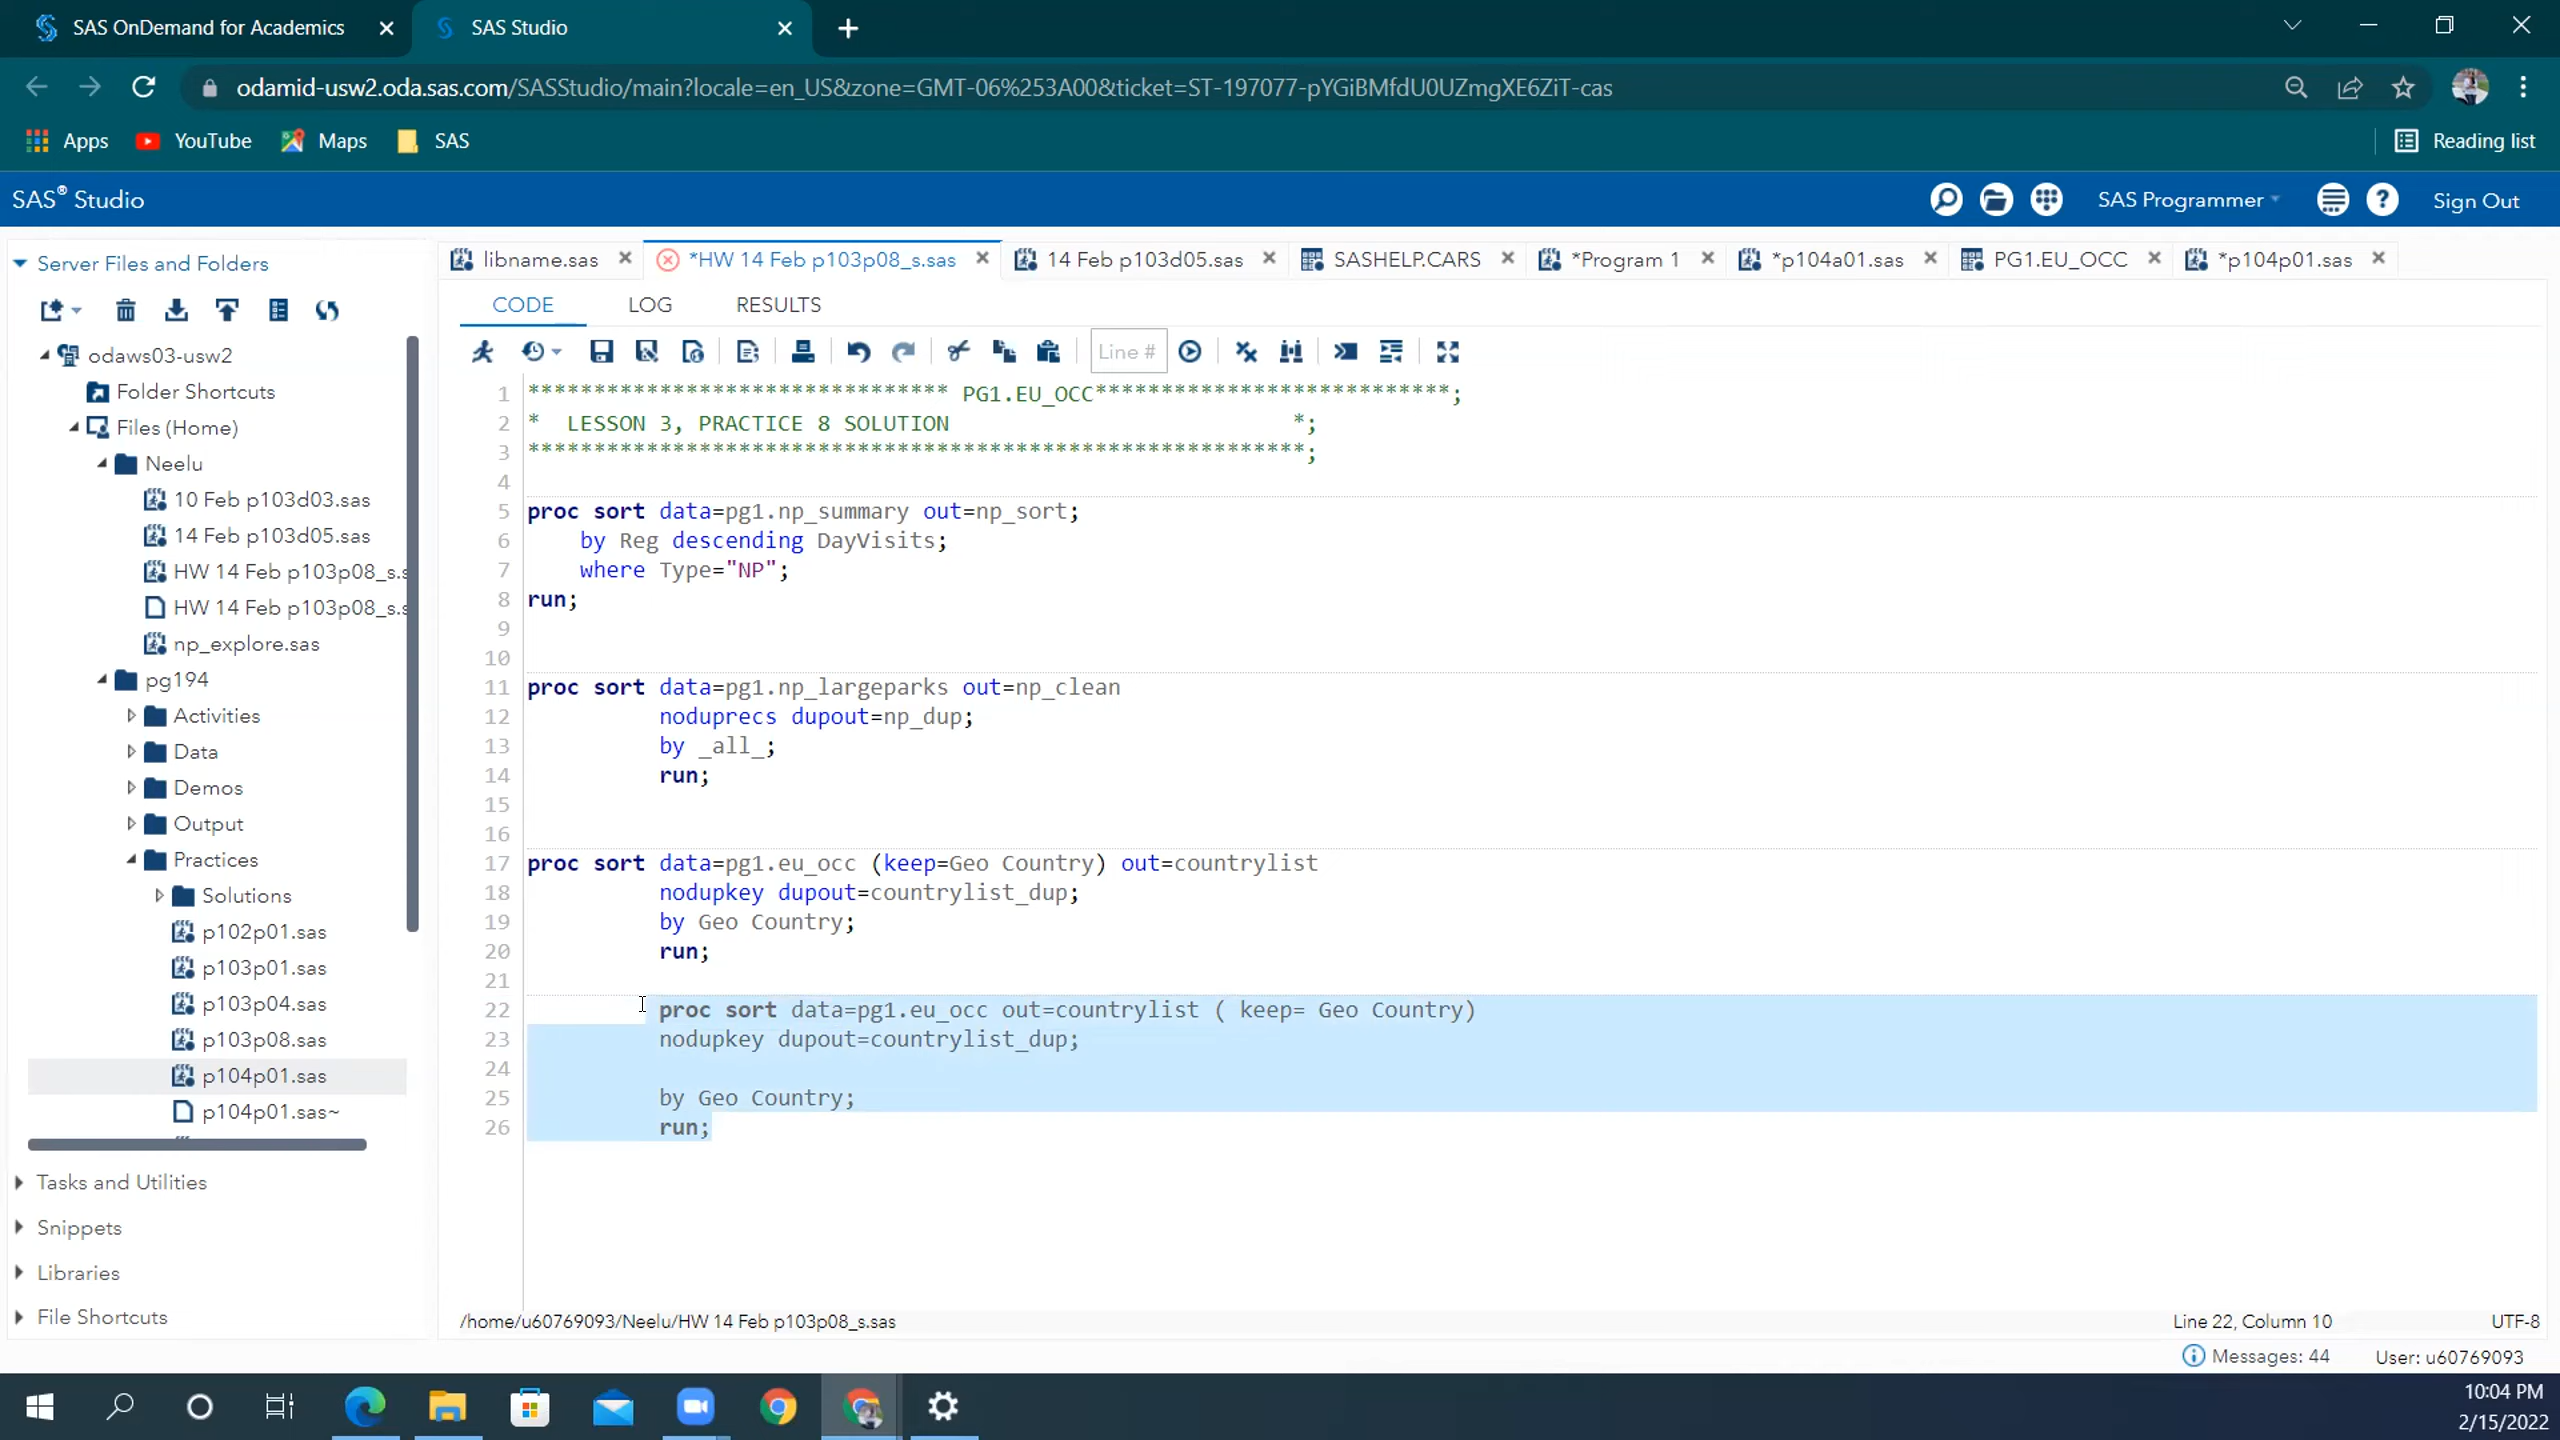 SAS OnDemand for Academics
SAS Studio
odamid-usw2.oda.sas.com/SASStudio/main?locale=en_US&zone=GMT-06%253A00&ticket=ST-197077-pYGiBMfdU0UZmgXE6ZiT-cas
Apps YouTube Maps SAS Reading list
SAS® Studio SAS Programmer Sign Out
Server Files and Folders
libname.sas *HW 14 Feb p103p08_s.sas 14 Feb p103d05.sas SASHELP.CARS *Program 1 *p104a01.sas PG1.EU_OCC *p104p01.sas
CODE LOG RESULTS
Line #
odaws03-usw2
Folder Shortcuts
Files (Home)
Neelu
10 Feb p103d03.sas
14 Feb p103d05.sas
HW 14 Feb p103p08_s.s
HW 14 Feb p103p08_s.s
np_explore.sas
pg194
Activities
Data
Demos
Output
Practices
Solutions
p102p01.sas
p103p01.sas
p103p04.sas
p103p08.sas
p104p01.sas
p104p01.sas~
Tasks and Utilities
Snippets
Libraries
File Shortcuts
1 ******************************** PG1.EU_OCC***************************;
2 *  LESSON 3, PRACTICE 8 SOLUTION                          *;
3 ***********************************************************;
4
5 proc sort data=pg1.np_summary out=np_sort;
6     by Reg descending DayVisits;
7     where Type="NP";
8 run;
9
10
11 proc sort data=pg1.np_largeparks out=np_clean
12           noduprecs dupout=np_dup;
13           by _all_;
14           run;
15
16
17 proc sort data=pg1.eu_occ (keep=Geo Country) out=countrylist
18           nodupkey dupout=countrylist_dup;
19           by Geo Country;
20           run;
21
22           proc sort data=pg1.eu_occ out=countrylist ( keep= Geo Country)
23           nodupkey dupout=countrylist_dup;
24
25           by Geo Country;
26           run;
/home/u60769093/Neelu/HW 14 Feb p103p08_s.sas Line 22, Column 10 UTF-8
Messages: 44 User: u60769093
10:04 PM
2/15/2022